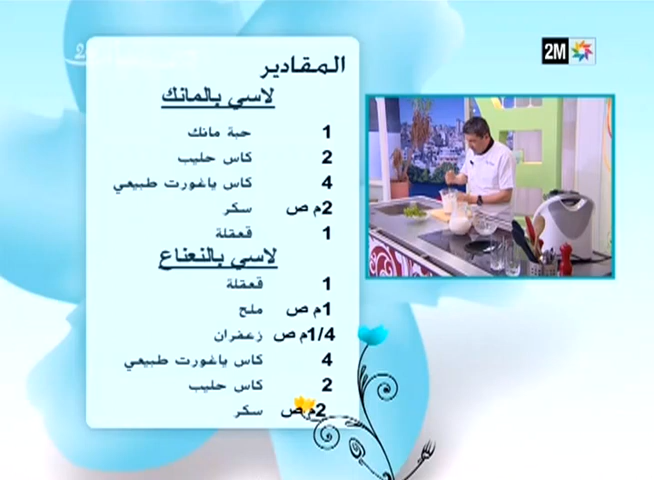 2M
المقادير
لاسي بالمانك
1 حبة مانك
2 كاس حليب
4 كاس ياغورت طبيعي
2م ص سكر
1 قعقلة
لاسي بالنعناع
1 قعقلة
1م ص ملح
1/4م ص زعفران
4 كاس ياغورت طبيعي
2 كاس حليب
2م ص سكر